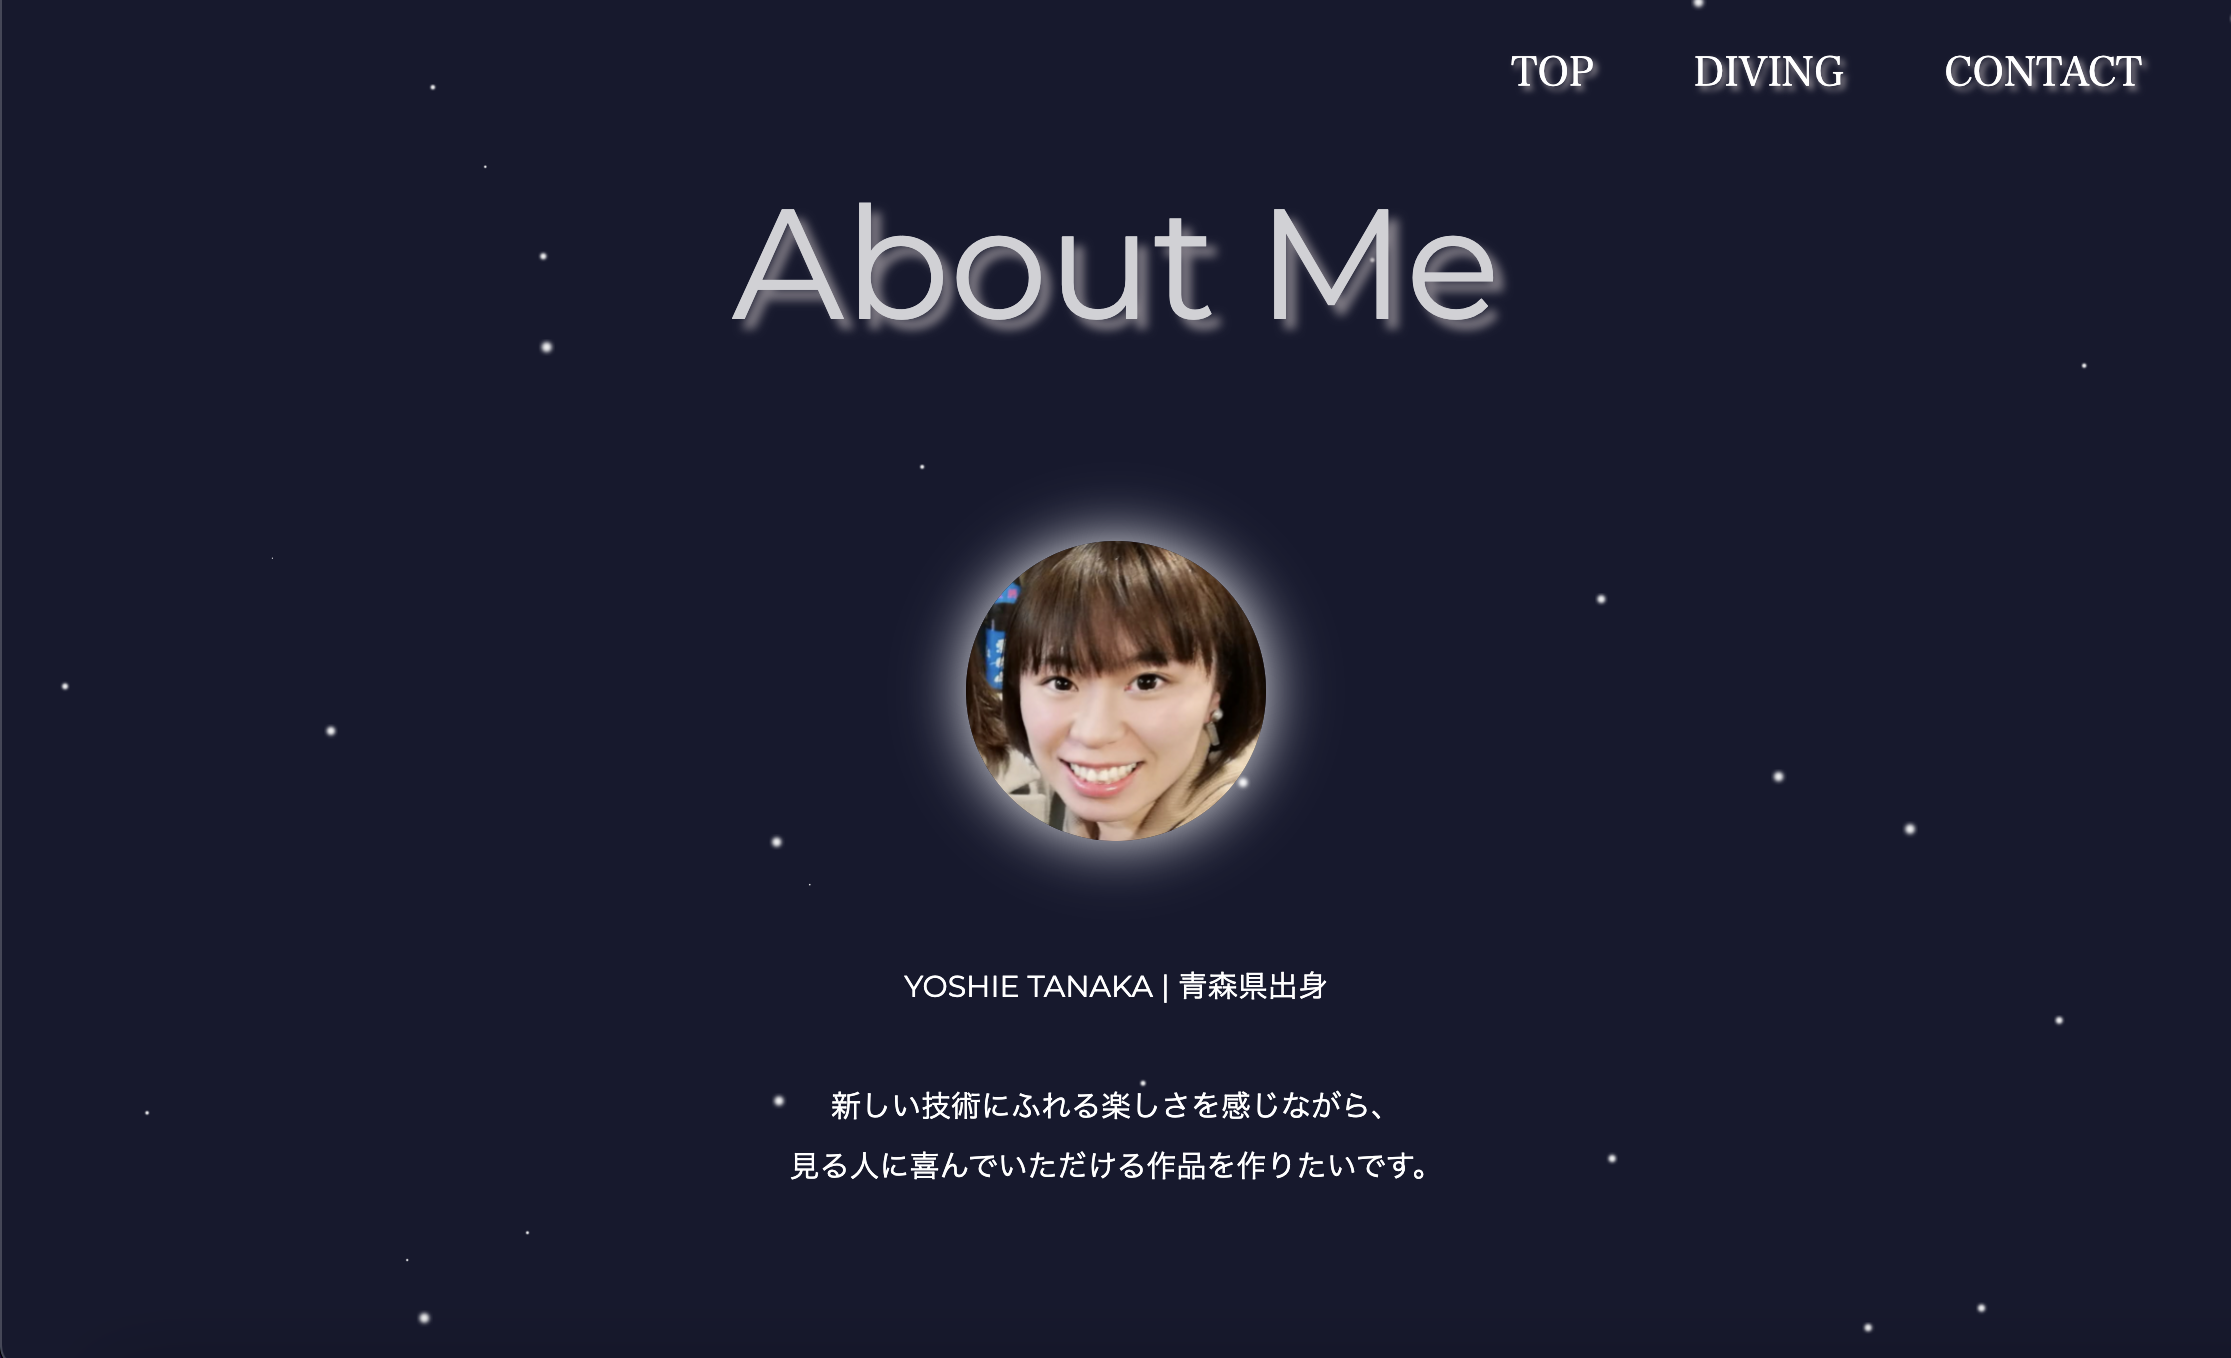 TOP DIVING CONTACT
About Me
YOSHIE TANAKA | 青森県出身
新しい技術にふれる楽しさを感じながら、
見る人に喜んでいただける作品を作りたいです。